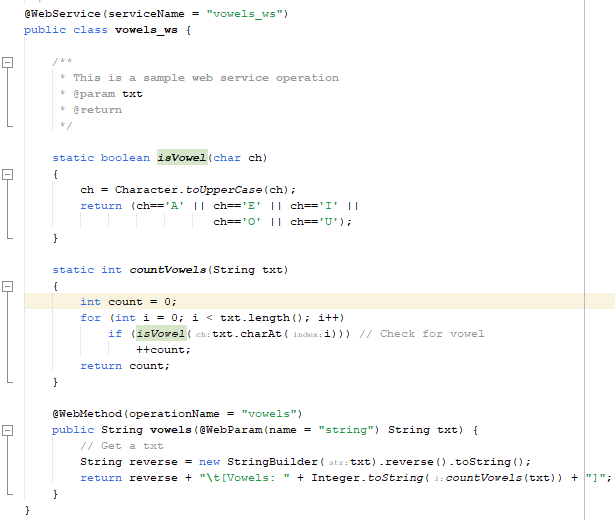 @WebService(serviceName = "vowels_ws")
public class vowels_ws {
/**
* This is a sample web service operation
* @param txt
* @return
*/
static boolean isVowel(char ch)
{
ch = Character.toUpperCase(ch);
return (ch=='A' || ch=='E' || ch=='I' ||
ch=='O' || ch=='U');
}
static int countVowels(String txt)
{
int count = 0;
for (int i = 0; i < txt.length(); i++)
if (isVowel( ch: txt.charAt( index: i))) // Check for vowel
++count;
return count;
}
@WebMethod(operationName = "vowels")
public String vowels(@WebParam(name = "string") String txt) {
// Get a txt
String reverse = new StringBuilder( str: txt).reverse().toString();
return reverse + "\t[Vowels: " + Integer.toString( i: countVowels(txt)) + "]";
}
}